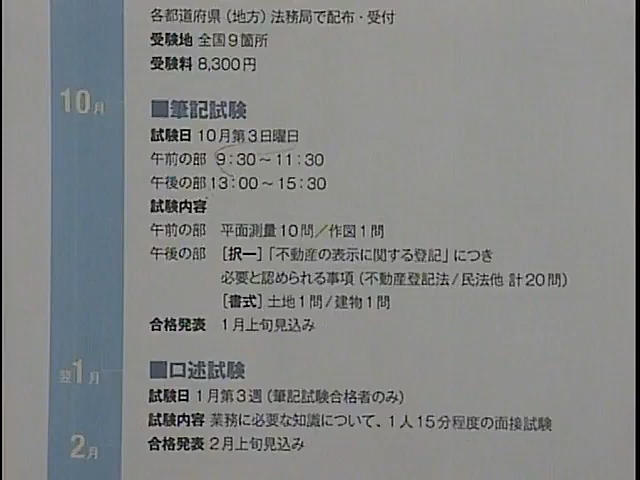 各都道府県（地方）法務局で配布・受付
受験地 全国9箇所
受験料 8,300円
10月
■筆記試験
試験日 10月第3日曜日
午前の部 9：30～11：30
午後の部 13：00～15：30
試験内容
午前の部 平面測量10問／作図1問
午後の部 [択一]「不動産の表示に関する登記」につき
必要と認められる事項（不動産登記法/民法他 計20問）
[書式] 土地1問/建物1問
合格発表 1月上旬見込み
翌1月
■口述試験
試験日 1月第3週（筆記試験合格者のみ）
試験内容 業務に必要な知識について、1人15分程度の面接試験
2月
合格発表 2月上旬見込み